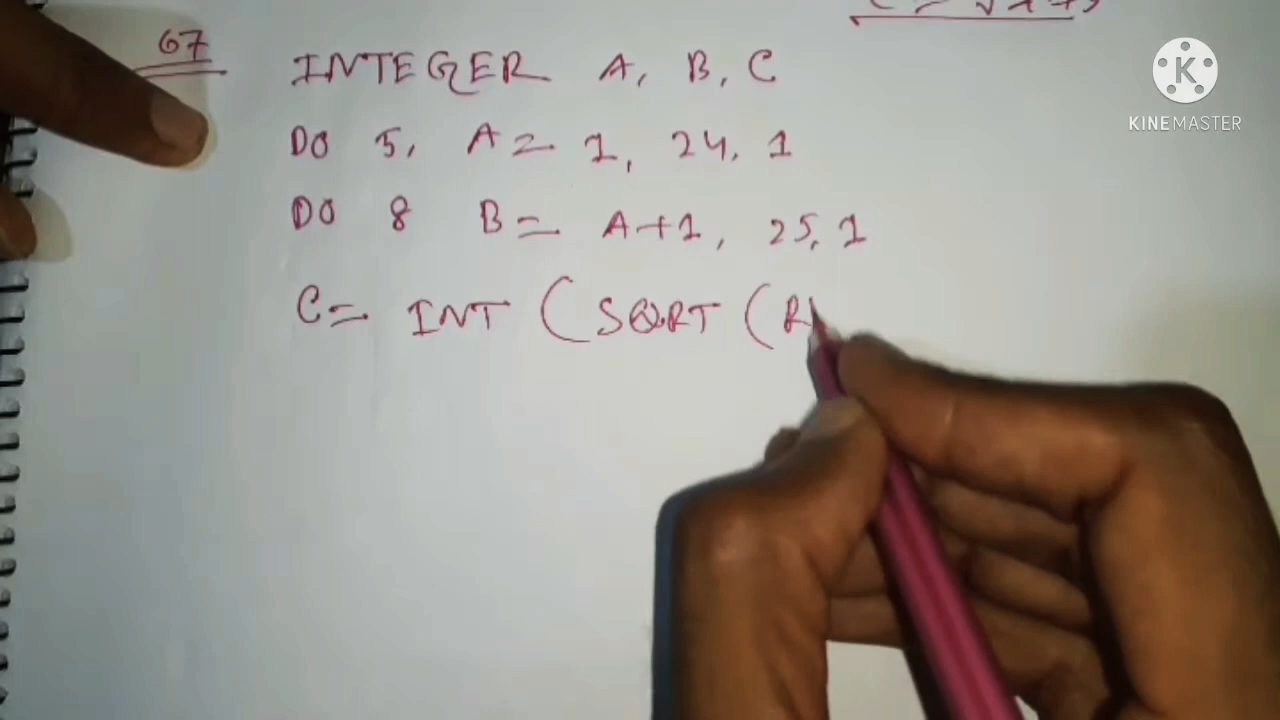 67
INTEGER A, B, C
DO 5, A = 1, 24, 1
DO 8 B = A+1, 25, 1
C = INT (SQRT (R
KINEMASTER